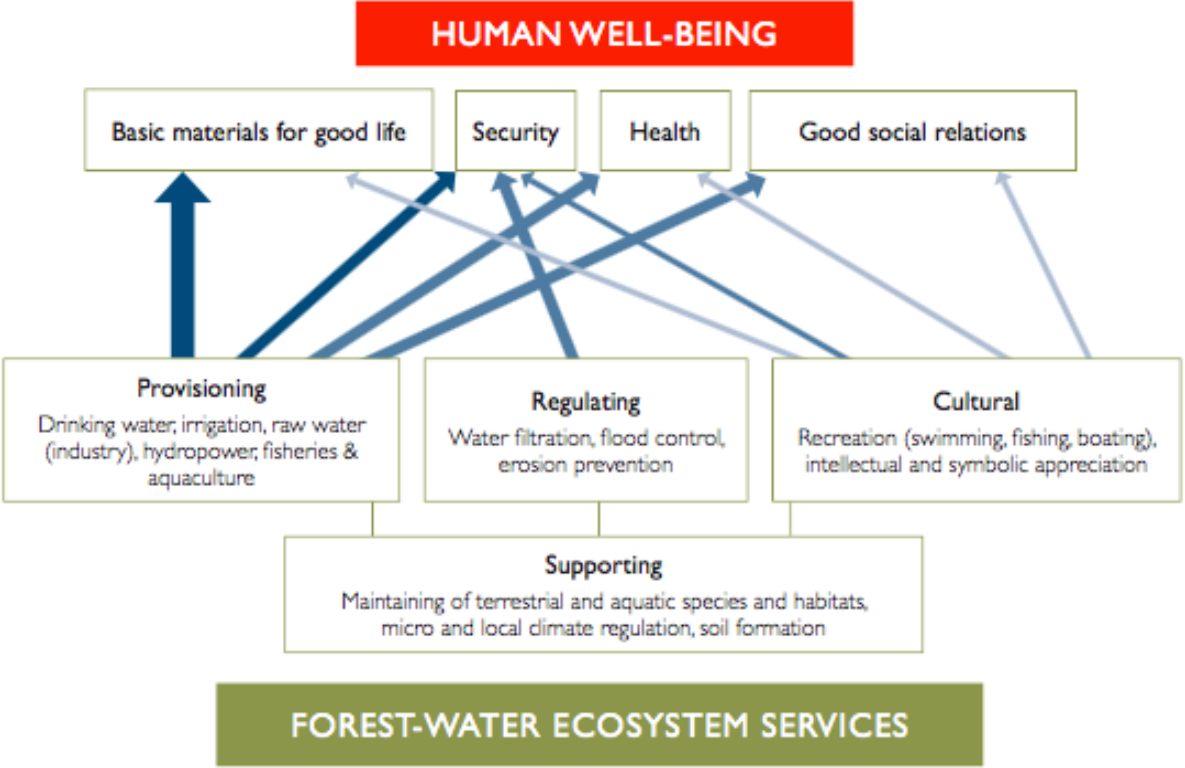 HUMAN WELL-BEING
Basic materials for good life
Security
Health
Good social relations
Provisioning
Drinking water, irrigation, raw water
(industry), hydropower, fisheries &
aquaculture
Regulating
Water filtration, flood control,
erosion prevention
Cultural
Recreation (swimming, fishing, boating),
intellectual and symbolic appreciation
Supporting
Maintaining of terrestrial and aquatic species and habitats,
micro and local climate regulation, soil formation
FOREST-WATER ECOSYSTEM SERVICES